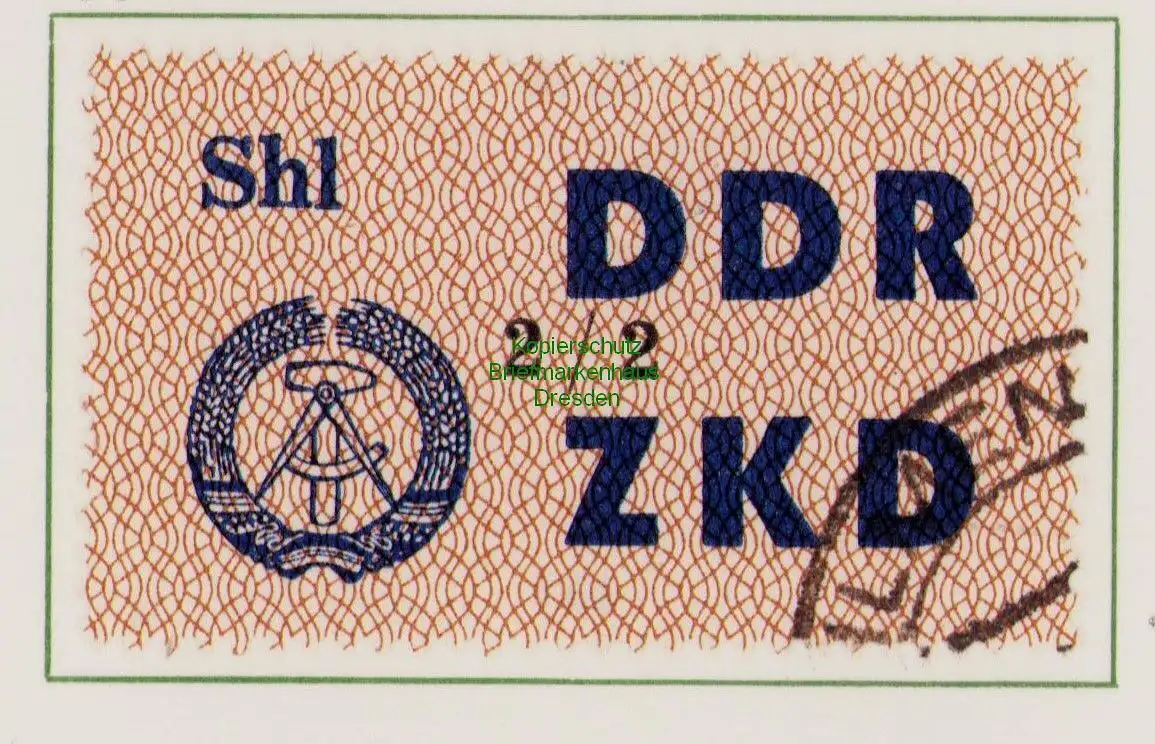 Shl
DDR
2/2
Kopierschutz
Briefmarkenhaus
Dresden
ZKD